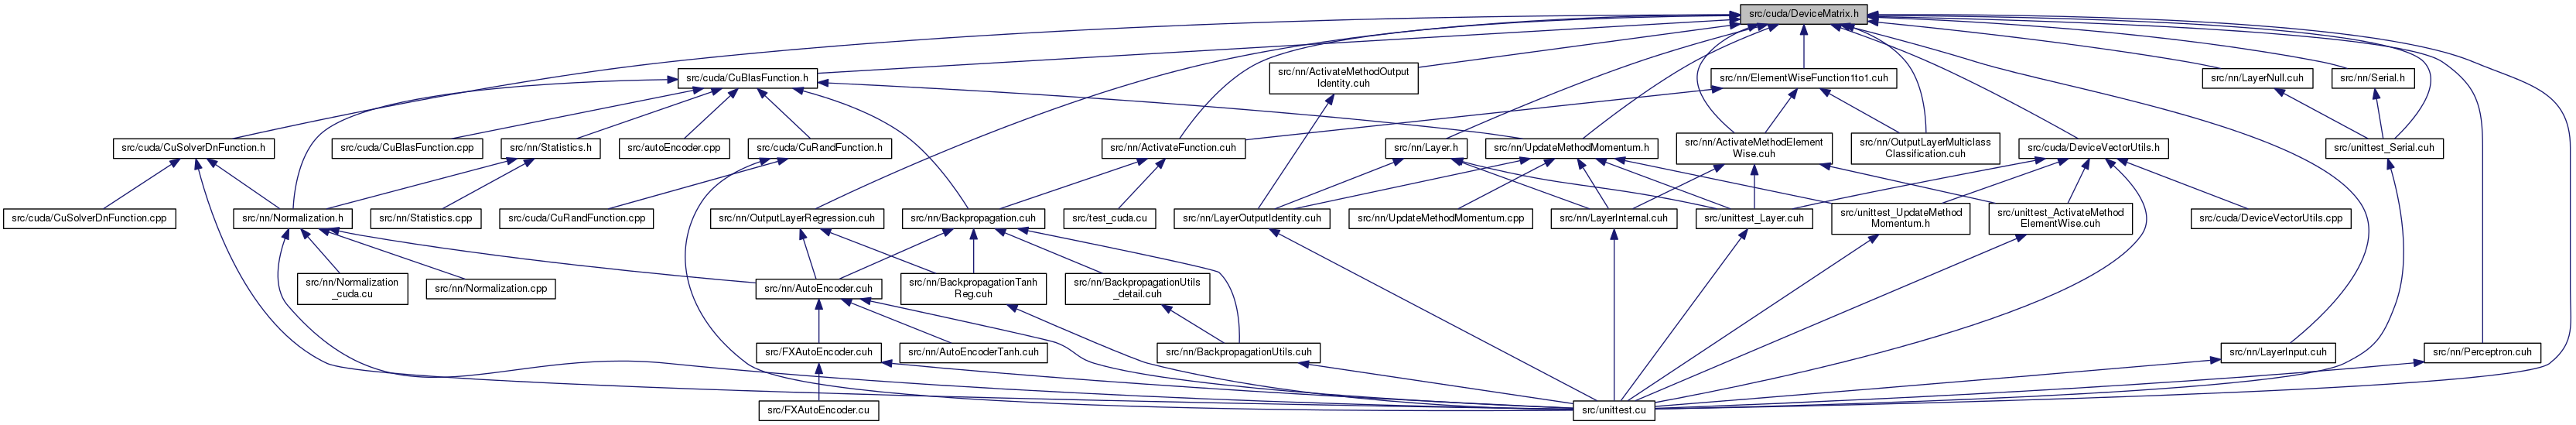 src/cuda/DeviceMatrix.h
src/cuda/CuBlasFunction.h
src/nn/ActivateMethodOutput
Identity.cuh
src/nn/ElementWiseFunction1to1.cuh
src/nn/LayerNull.cuh
src/nn/Serial.h
src/cuda/CuSolverDnFunction.h
src/cuda/CuBlasFunction.cpp
src/nn/Statistics.h
src/autoEncoder.cpp
src/cuda/CuRandFunction.h
src/nn/ActivateFunction.cuh
src/nn/Layer.h
src/nn/UpdateMethodMomentum.h
src/nn/ActivateMethodElement
Wise.cuh
src/nn/OutputLayerMulticlass
Classification.cuh
src/cuda/DeviceVectorUtils.h
src/unittest_Serial.cuh
src/cuda/CuSolverDnFunction.cpp
src/nn/Normalization.h
src/nn/Statistics.cpp
src/cuda/CuRandFunction.cpp
src/nn/OutputLayerRegression.cuh
src/nn/Backpropagation.cuh
src/test_cuda.cu
src/nn/LayerOutputIdentity.cuh
src/nn/UpdateMethodMomentum.cpp
src/nn/LayerInternal.cuh
src/unittest_Layer.cuh
src/unittest_UpdateMethod
Momentum.h
src/unittest_ActivateMethod
ElementWise.cuh
src/cuda/DeviceVectorUtils.cpp
src/nn/Normalization
_cuda.cu
src/nn/Normalization.cpp
src/nn/AutoEncoder.cuh
src/nn/BackpropagationTanh
Reg.cuh
src/nn/BackpropagationUtils
_detail.cuh
src/FXAutoEncoder.cuh
src/nn/AutoEncoderTanh.cuh
src/nn/BackpropagationUtils.cuh
src/nn/LayerInput.cuh
src/nn/Perceptron.cuh
src/FXAutoEncoder.cu
src/unittest.cu